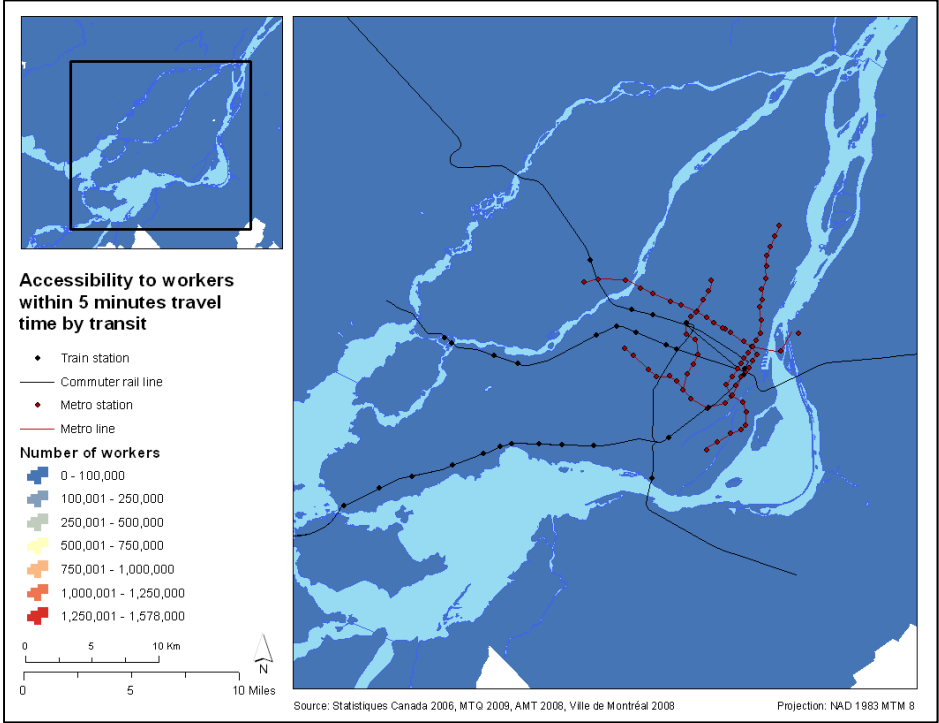 Accessibility to workers
within 5 minutes travel
time by transit
Train station
Commuter rail line
Metro station
Metro line
Number of workers
0 - 100,000
100,001 - 250,000
250,001 - 500,000
500,001 - 750,000
750,001 - 1,000,000
1,000,001 - 1,250,000
1,250,001 - 1,578,000
0 5 10 Km
N
0 5 10 Miles
Source: Statistiques Canada 2006, MTQ 2009, AMT 2008, Ville de Montréal 2008 Projection: NAD 1983 MTM 8